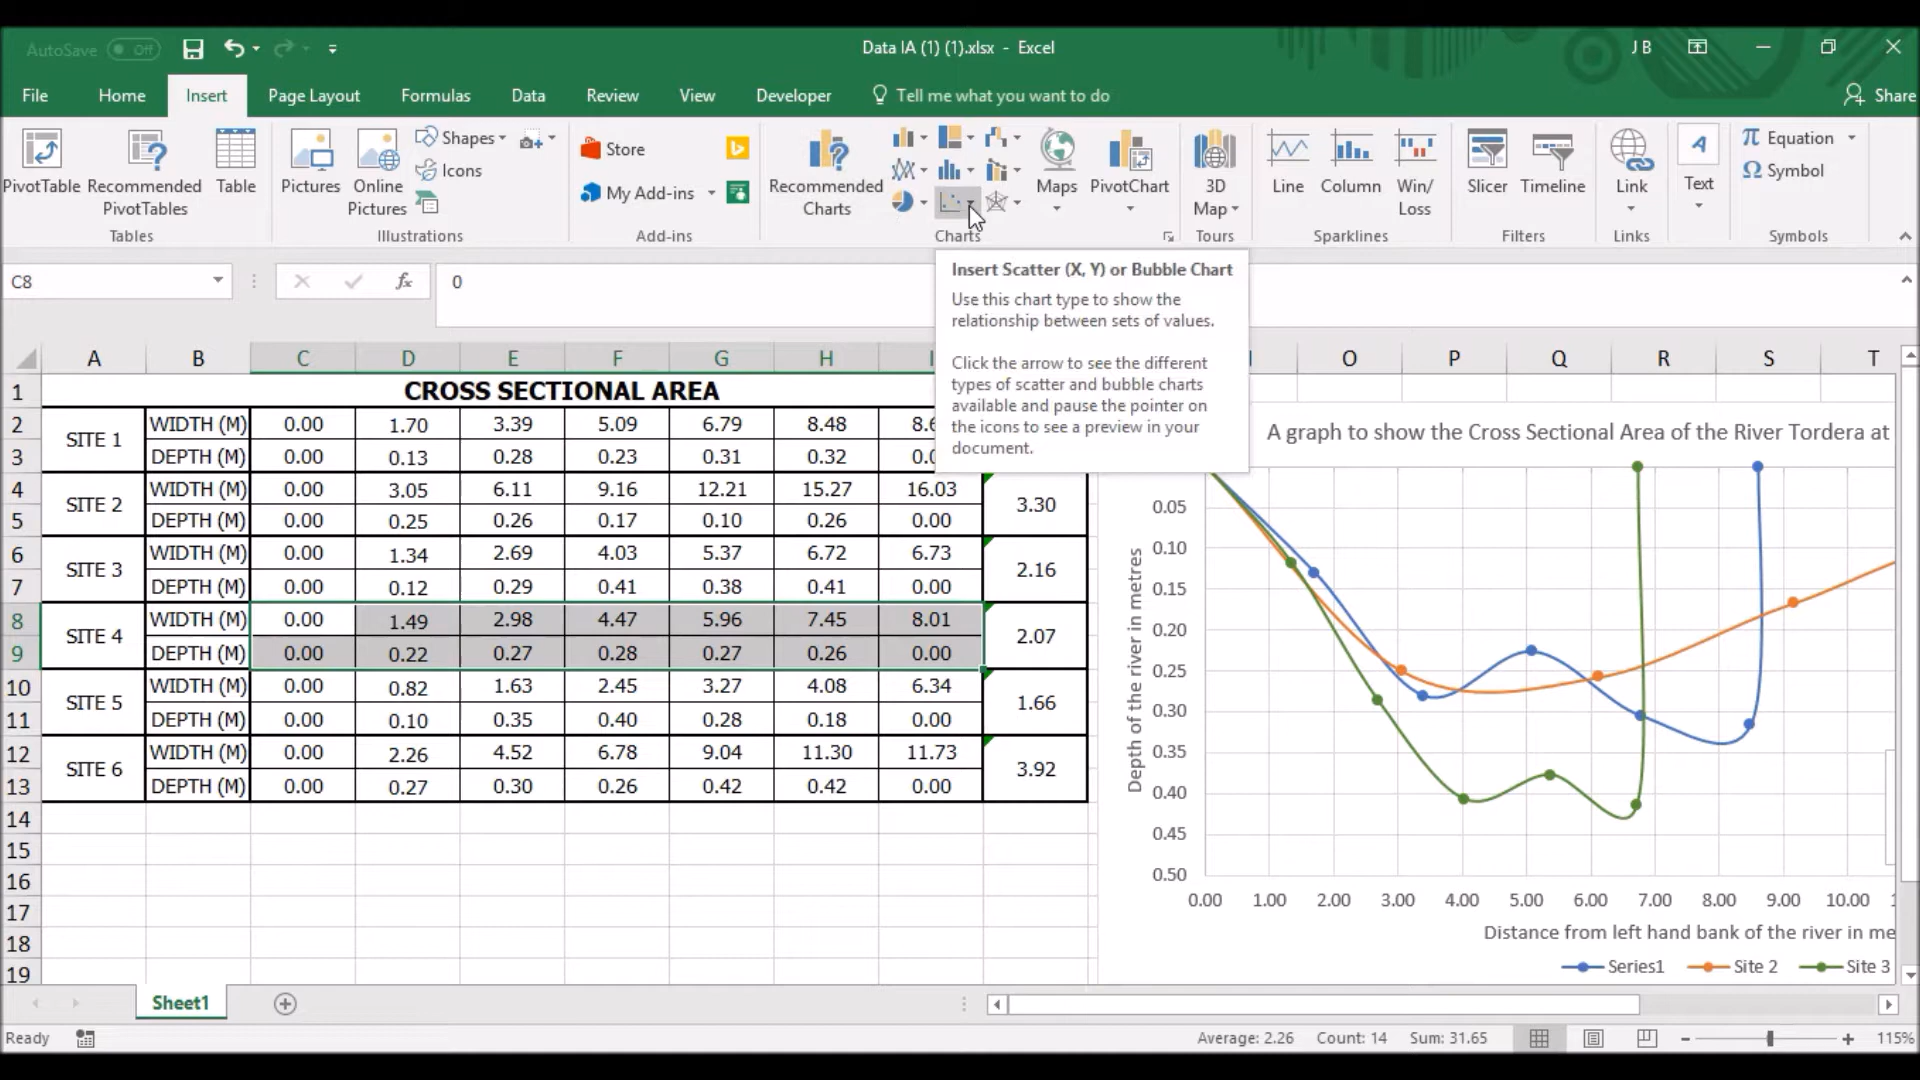 AutoSave Off
Data IA (1) (1).xlsx - Excel
J B
File Home Insert Page Layout Formulas Data Review View Developer Tell me what you want to do Share
PivotTable
Recommended
PivotTables
Table
Tables
Pictures
Online
Pictures
Shapes
Icons
Illustrations
Store
My Add-ins
Add-ins
Recommended
Charts
Charts
Maps
PivotChart
3D
Map
Tours
Line
Column
Win/
Loss
Sparklines
Slicer
Timeline
Filters
Link
Links
A
Text
Equation
Symbol
Symbols
C8
fx
0
Insert Scatter (X, Y) or Bubble Chart
Use this chart type to show the
relationship between sets of values.
Click the arrow to see the different
types of scatter and bubble charts
available and pause the pointer on
the icons to see a preview in your
document.
A B C D E F G H I O P Q R S T
1 CROSS SECTIONAL AREA
2 SITE 1 WIDTH (M) 0.00 1.70 3.39 5.09 6.79 8.48
3 DEPTH (M) 0.00 0.13 0.28 0.23 0.31 0.32
4 SITE 2 WIDTH (M) 0.00 3.05 6.11 9.16 12.21 15.27 16.03 3.30
5 DEPTH (M) 0.00 0.25 0.26 0.17 0.10 0.26 0.00
6 SITE 3 WIDTH (M) 0.00 1.34 2.69 4.03 5.37 6.72 6.73 2.16
7 DEPTH (M) 0.00 0.12 0.29 0.41 0.38 0.41 0.00
8 SITE 4 WIDTH (M) 0.00 1.49 2.98 4.47 5.96 7.45 8.01 2.07
9 DEPTH (M) 0.00 0.22 0.27 0.28 0.27 0.26 0.00
10 SITE 5 WIDTH (M) 0.00 0.82 1.63 2.45 3.27 4.08 6.34 1.66
11 DEPTH (M) 0.00 0.10 0.35 0.40 0.28 0.18 0.00
12 SITE 6 WIDTH (M) 0.00 2.26 4.52 6.78 9.04 11.30 11.73 3.92
13 DEPTH (M) 0.00 0.27 0.30 0.26 0.42 0.42 0.00
14
15
16
17
18
19
A graph to show the Cross Sectional Area of the River Tordera at
Depth of the river in metres
0.05
0.10
0.15
0.20
0.25
0.30
0.35
0.40
0.45
0.50
0.00 1.00 2.00 3.00 4.00 5.00 6.00 7.00 8.00 9.00 10.00
Distance from left hand bank of the river in me
Series1 Site 2 Site 3
Sheet1
Ready
Average: 2.26 Count: 14 Sum: 31.65 115%